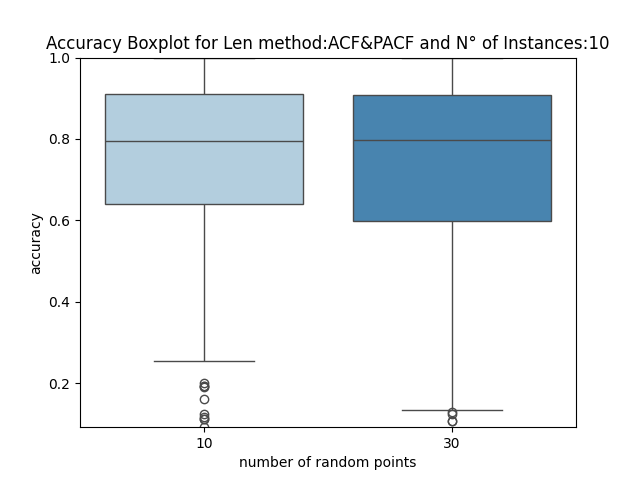 Accuracy Boxplot for Len method:ACF&PACF and N° of Instances:10
1.0
0.8
0.6
0.4
0.2
accuracy
10
30
number of random points